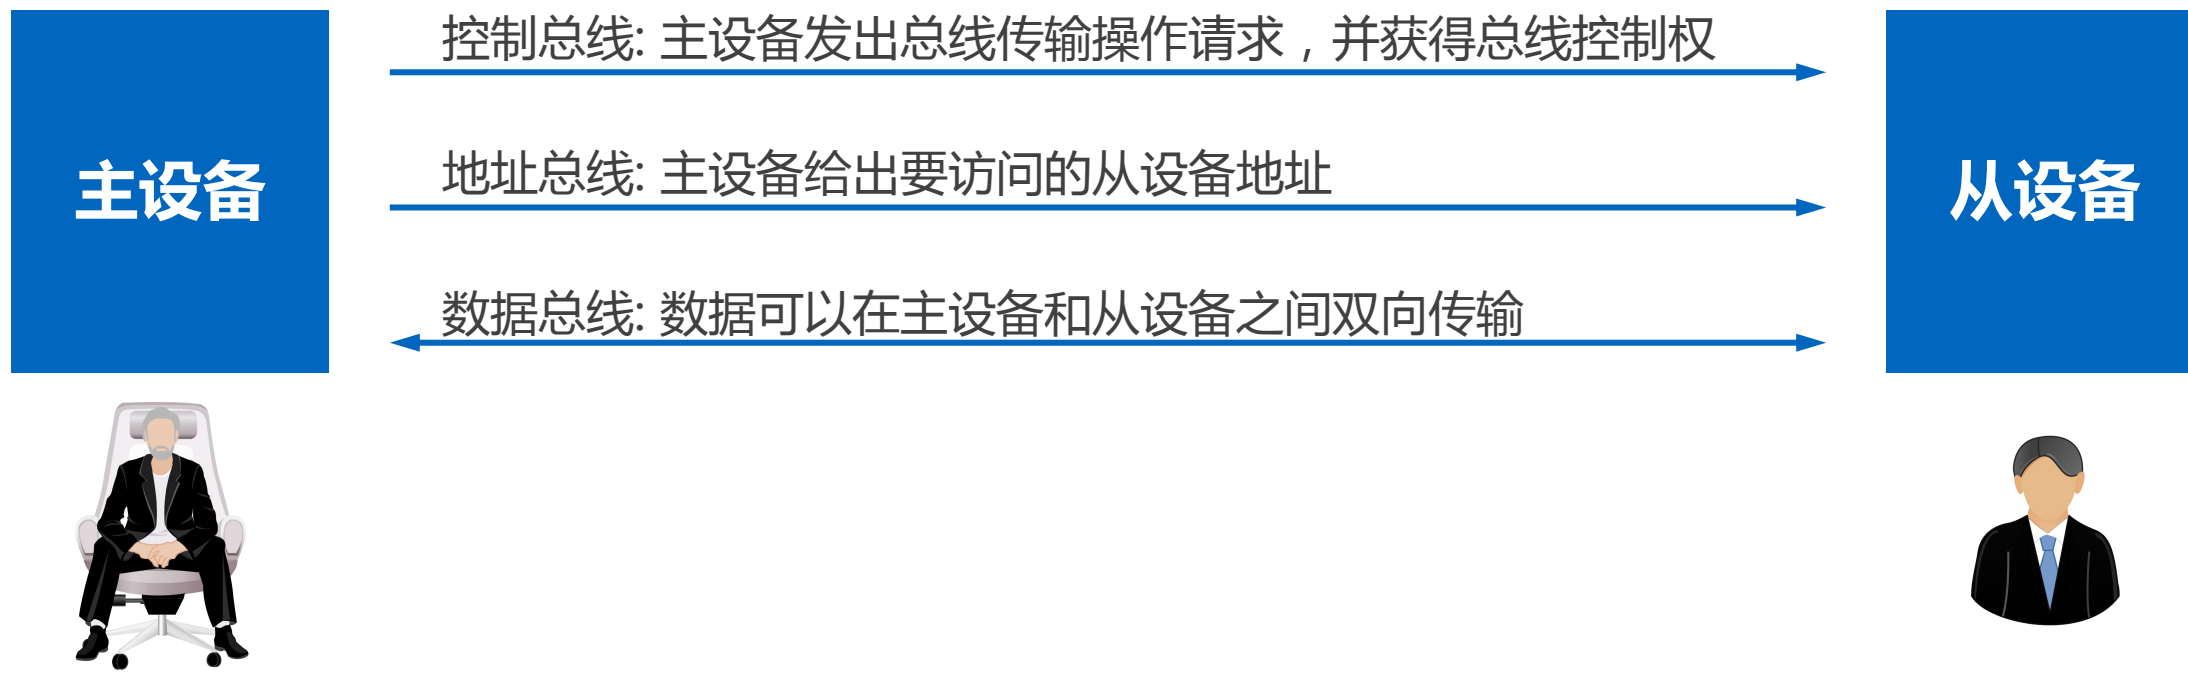 控制总线: 主设备发出总线传输操作请求，并获得总线控制权
地址总线: 主设备给出要访问的从设备地址
主设备
从设备
数据总线: 数据可以在主设备和从设备之间双向传输